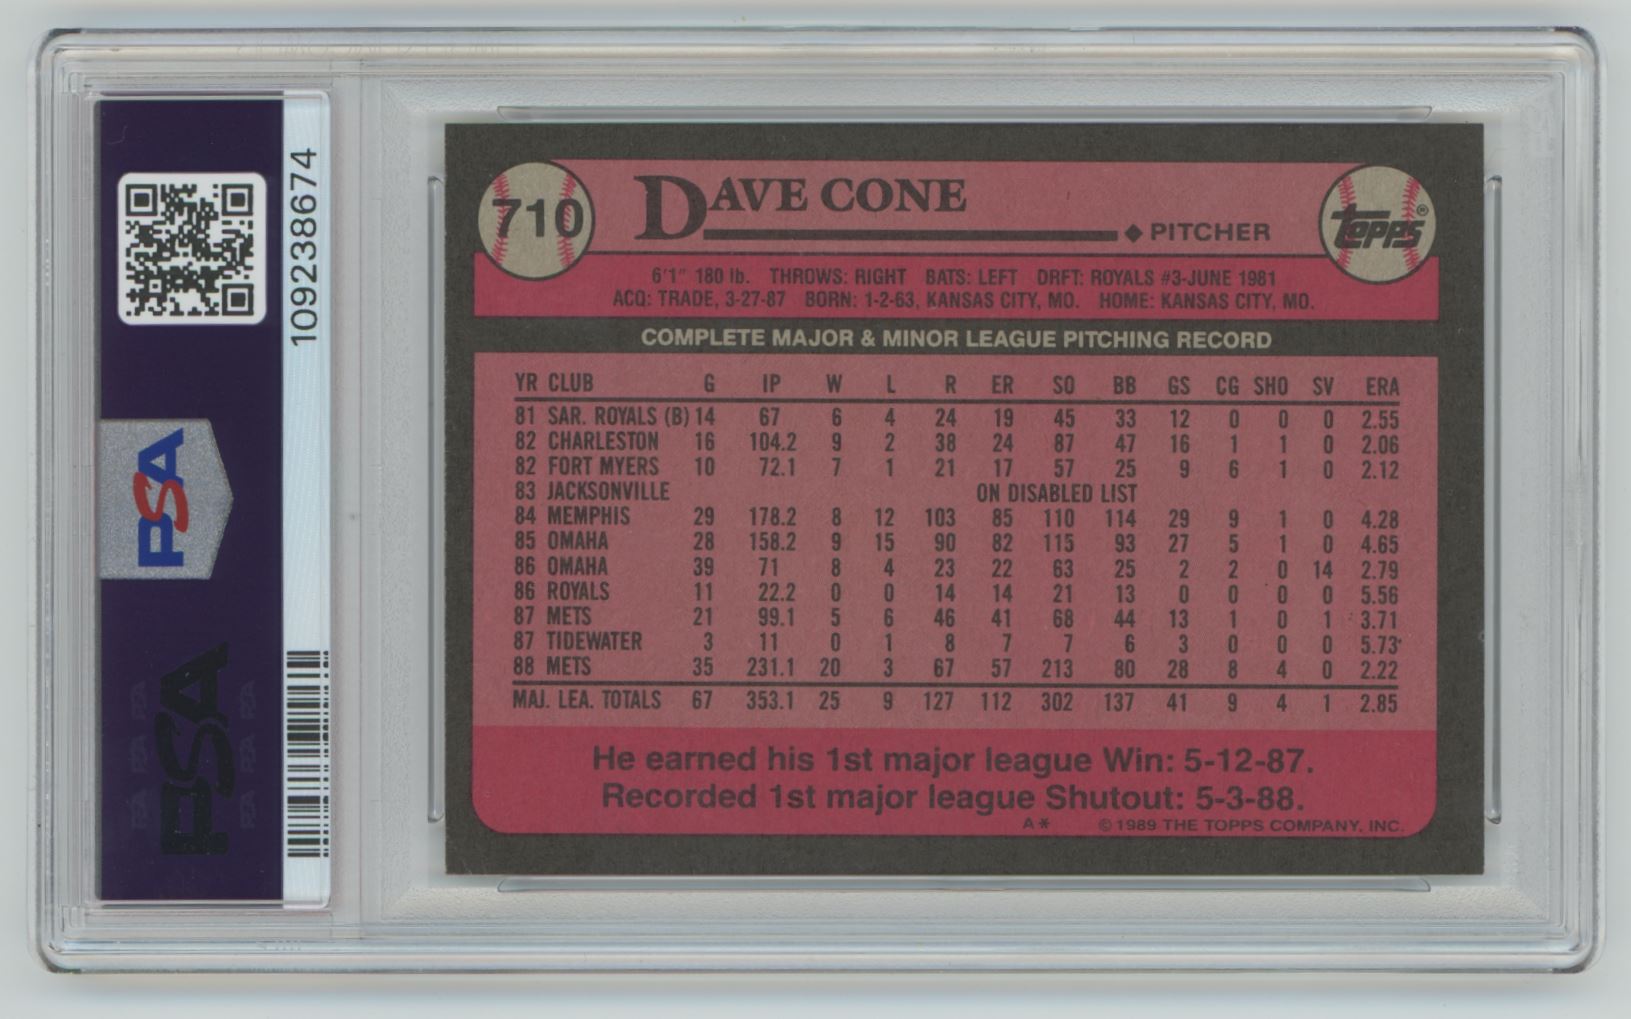 109238674
PSA
PSA
710
DAVE CONE
PITCHER
TOPPS®
6'1" 180 lb. THROWS: RIGHT BATS: LEFT DRFT: ROYALS #3-JUNE 1981
ACQ: TRADE, 3-27-87 BORN: 1-2-63, KANSAS CITY, MO. HOME: KANSAS CITY, MO.
COMPLETE MAJOR & MINOR LEAGUE PITCHING RECORD
YR CLUB G IP W L R ER SO BB GS CG SHO SV ERA
81 SAR. ROYALS (B) 14 67 6 4 24 19 45 33 12 0 0 0 2.55
82 CHARLESTON 16 104.2 9 2 38 24 87 47 16 1 1 0 2.06
82 FORT MYERS 10 72.1 7 1 21 17 57 25 9 6 1 0 2.12
83 JACKSONVILLE ON DISABLED LIST
84 MEMPHIS 29 178.2 8 12 103 85 110 114 29 9 1 0 4.28
85 OMAHA 28 158.2 9 15 90 82 115 93 27 5 1 0 4.65
86 OMAHA 39 71 8 4 23 22 63 25 2 2 0 14 2.79
86 ROYALS 11 22.2 0 0 14 14 21 13 0 0 0 0 5.56
87 METS 21 99.1 5 6 46 41 68 44 13 1 0 1 3.71
87 TIDEWATER 3 11 0 1 8 7 7 6 3 0 0 0 5.73
88 METS 35 231.1 20 3 67 57 213 80 28 8 4 0 2.22
MAJ. LEA. TOTALS 67 353.1 25 9 127 112 302 137 41 9 4 1 2.85
He earned his 1st major league Win: 5-12-87.
Recorded 1st major league Shutout: 5-3-88.
A* ©1989 THE TOPPS COMPANY, INC.